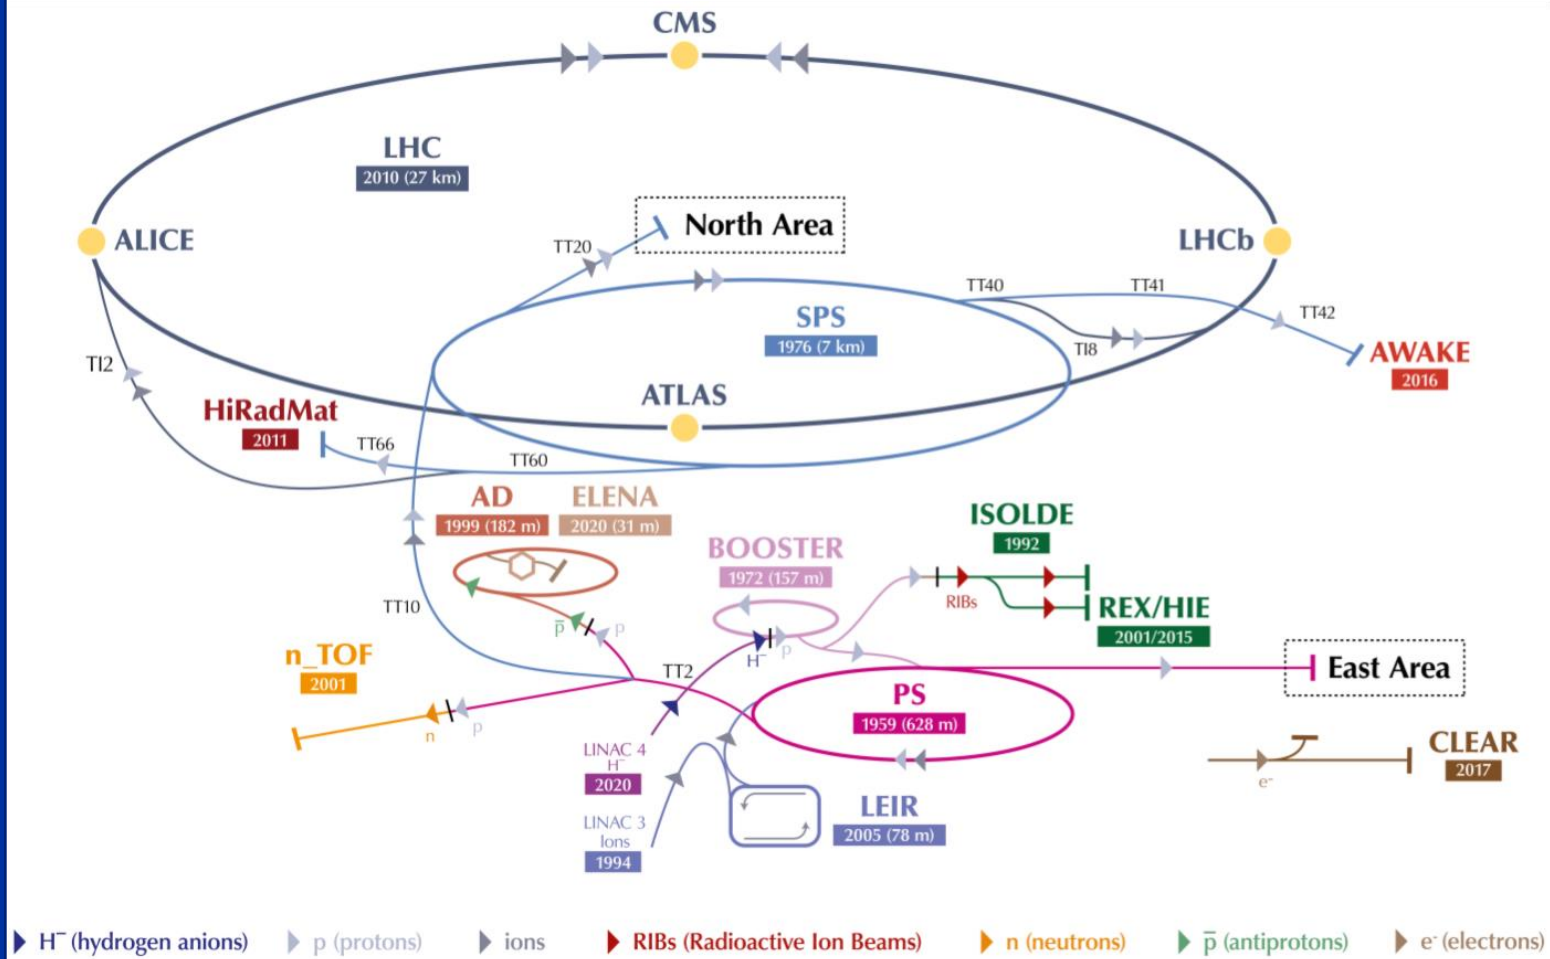 CMS
LHC
2010 (27 km)
North Area
TT20
ALICE
LHCb
TT40
TT41
SPS
1976 (7 km)
TT42
TI8
AWAKE
2016
TI2
ATLAS
HiRadMat
2011
TT66
TT60
AD
1999 (182 m)
ELENA
2020 (31 m)
ISOLDE
1992
BOOSTER
1972 (157 m)
RIBs
REX/HIE
2001/2015
TT10
p̅
p
H⁻
p
n_TOF
2001
TT2
East Area
PS
1959 (628 m)
n
p
LINAC 4
H⁻
2020
CLEAR
2017
e⁻
LINAC 3
Ions
1994
LEIR
2005 (78 m)
H⁻ (hydrogen anions) p (protons) ions RIBs (Radioactive Ion Beams) n (neutrons) p̅ (antiprotons) e⁻ (electrons)